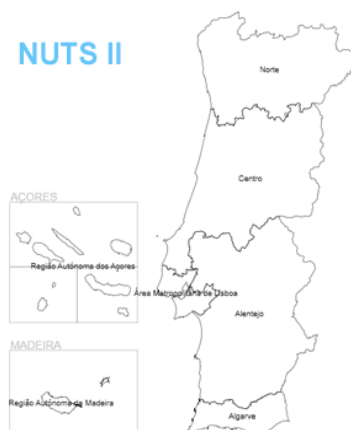 NUTS II
Norte
Centro
AÇORES
Região Autónoma dos Açores
Área Metropolitana de Lisboa
Alentejo
MADEIRA
Região Autónoma da Madeira
Algarve